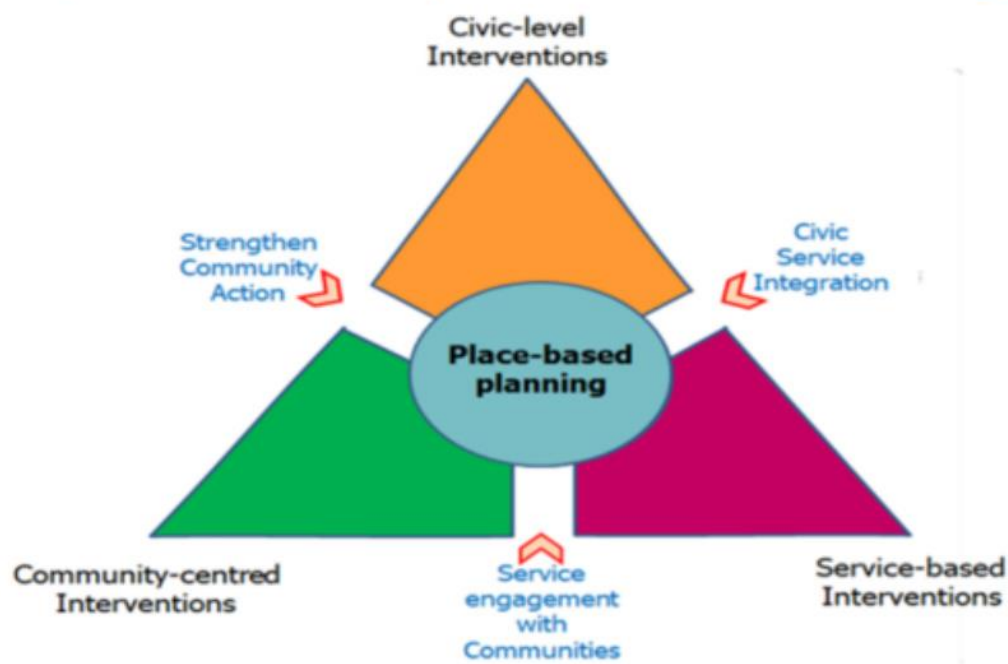 Civic-level
Interventions
Strengthen
Community
Action
Civic
Service
Integration
Place-based
planning
Community-centred
Interventions
Service
engagement
with
Communities
Service-based
Interventions